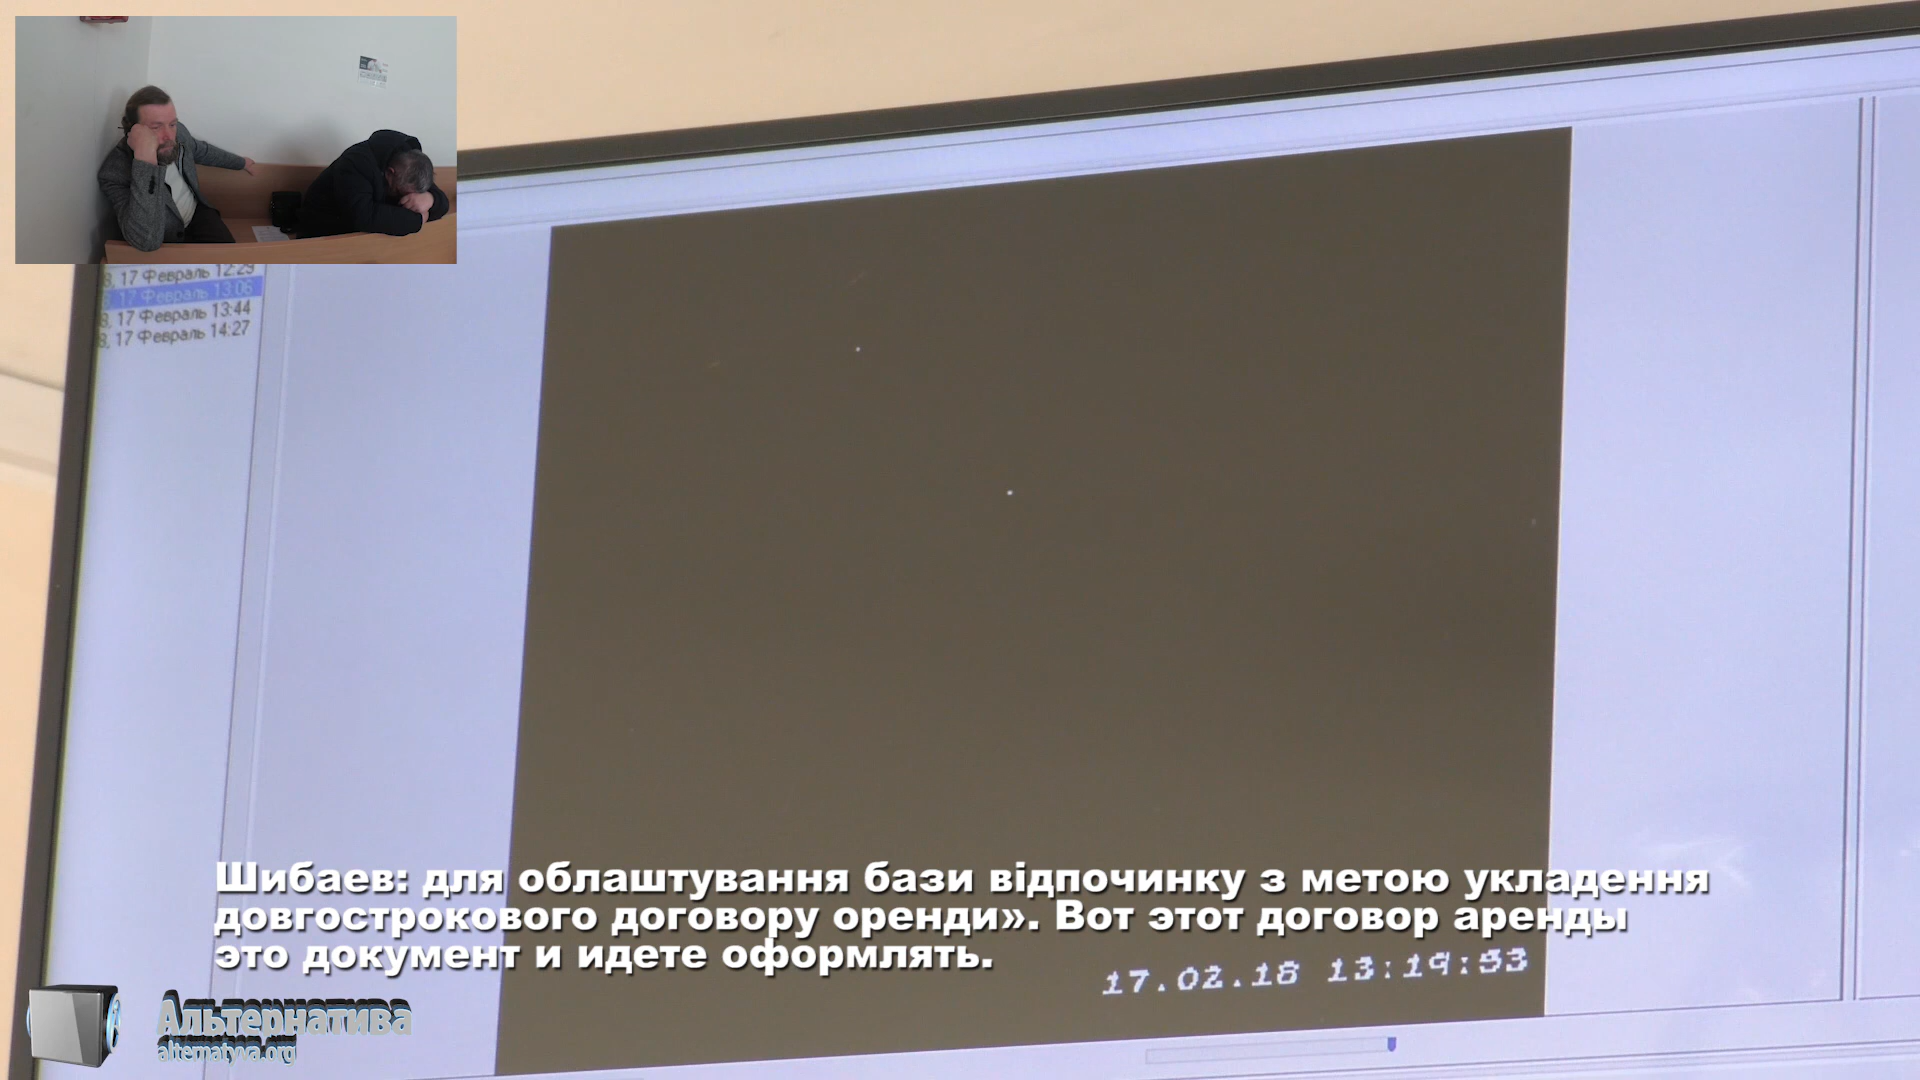 17 Февраль 12:29
17 Февраль 13:06
17 Февраль 13:44
17 Февраль 14:27
Шибаев: для облаштування бази відпочинку з метою укладення
довгострокового договору оренди». Вот этот договор аренды
это документ и идете оформлять.
17.02.18 13:19:53
Альтернатива
alternatyva.org